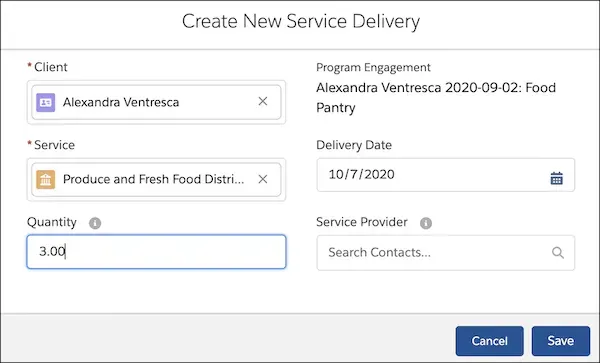 Create New Service Delivery
* Client
Alexandra Ventresca
Program Engagement
Alexandra Ventresca 2020-09-02: Food
Pantry
* Service
Produce and Fresh Food Distri...
Delivery Date
10/7/2020
Quantity
3.00
Service Provider
Search Contacts...
Cancel
Save